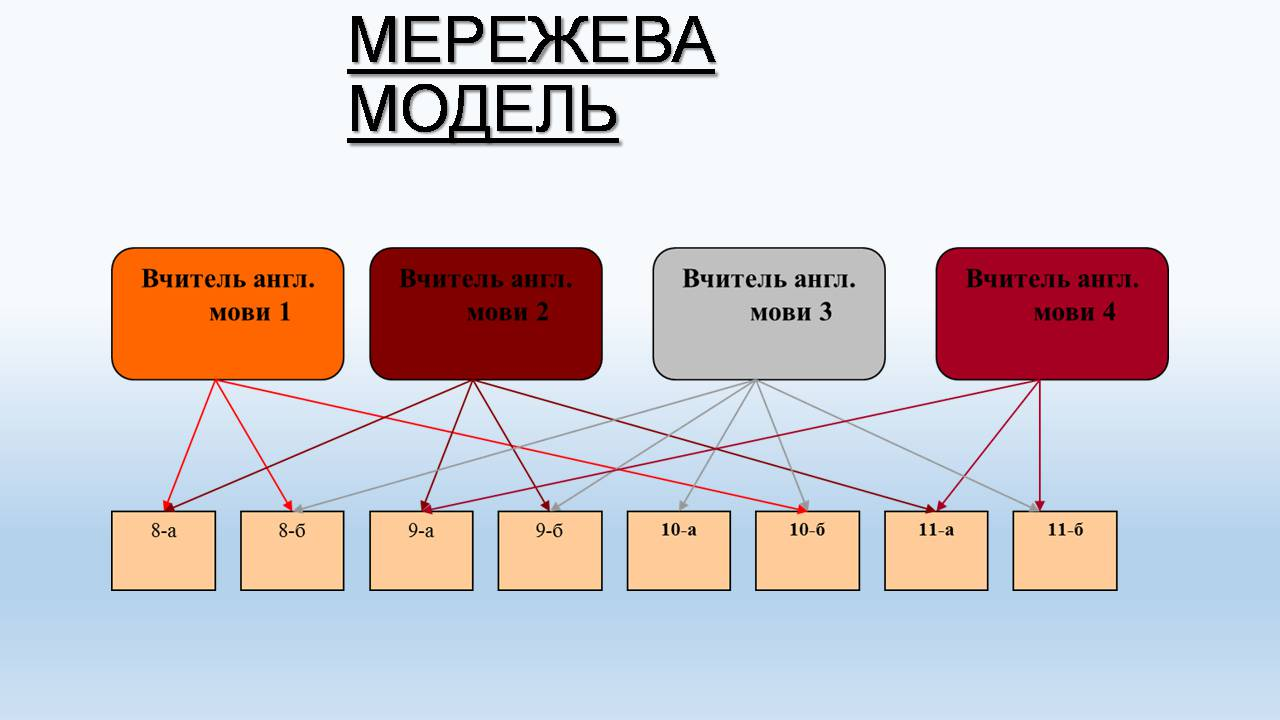 МЕРЕЖЕВА
МОДЕЛЬ
Вчитель англ.
мови 1
Вчитель англ.
мови 2
Вчитель англ.
мови 3
Вчитель англ.
мови 4
8-а
8-б
9-а
9-б
10-а
10-б
11-а
11-б